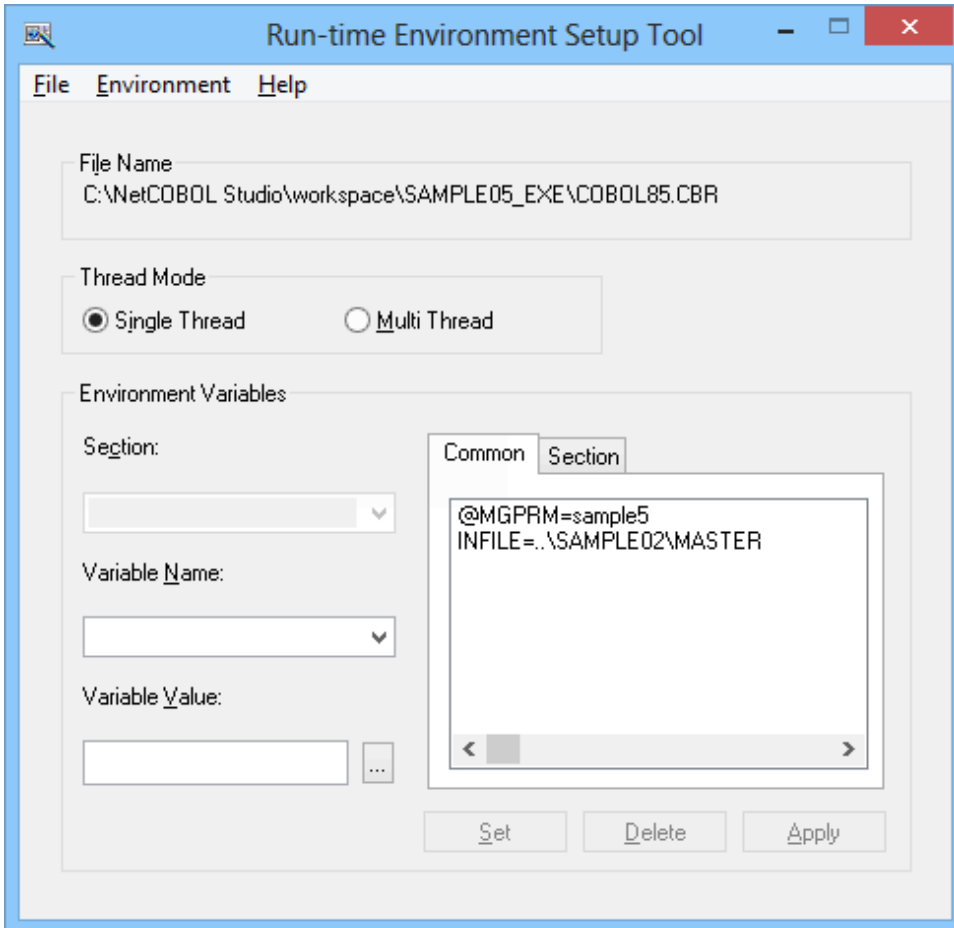 Run-time Environment Setup Tool
File Environment Help
File Name
C:\NetCOBOL Studio\workspace\SAMPLE05_EXE\COBOL85.CBR
Thread Mode
Single Thread Multi Thread
Environment Variables
Section:
Variable Name:
Variable Value:
...
Common Section
@MGPRM=sample5
INFILE=..\SAMPLE02\MASTER
Set Delete Apply